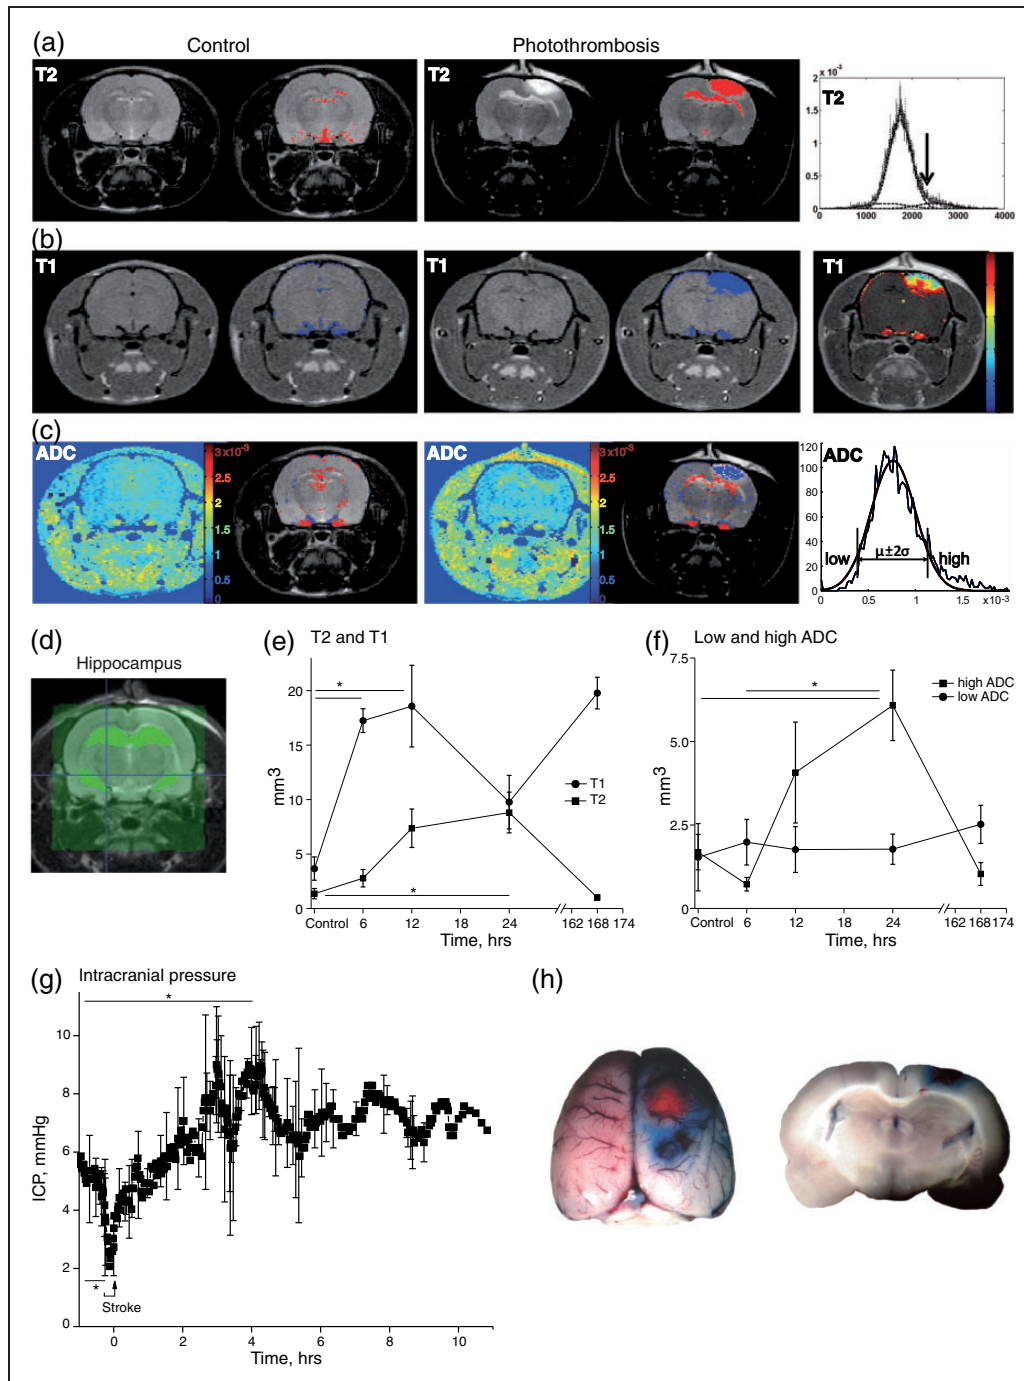 (a)
Control
Photothrombosis
T2
T2
x 10⁻³
2
1.5
1
0.5
0
T2
0 1000 2000 3000 4000
(b)
T1
T1
T1
(c)
ADC
3x10⁻³
2.5
2
1.5
1
0.5
0
ADC
3x10⁻³
2.5
2
1.5
1
0.5
0
120
100
80
60
40
20
0
ADC
low
μ±2σ
high
0 0.5 1 1.5 2 x10⁻³
(d)
Hippocampus
(e)
T2 and T1
20
15
10
5
0
mm³
*
*
T1
T2
Control 6 12 18 24 162 168 174
Time, hrs
(f)
Low and high ADC
7.5
6.5
2.5
0
mm³
*
high ADC
low ADC
Control 6 12 18 24 162 168 174
Time, hrs
(g)
Intracranial pressure
*
10
8
6
4
2
0
ICP, mmHg
*
Stroke
0 2 4 6 8 10
Time, hrs
(h)